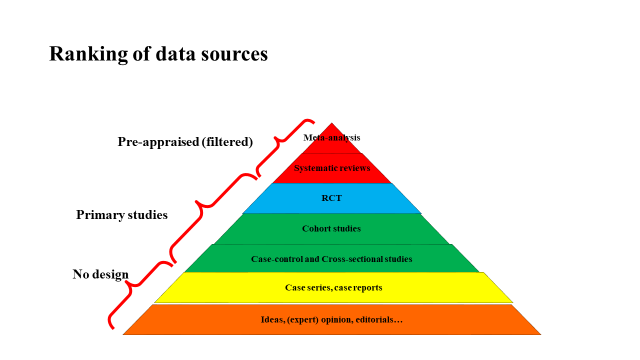 Ranking of data sources
Meta-analysis
Pre-appraised (filtered)
Systematic reviews
RCT
Primary studies
Cohort studies
Case-control and Cross-sectional studies
No design
Case series, case reports
Ideas, (expert) opinion, editorials…